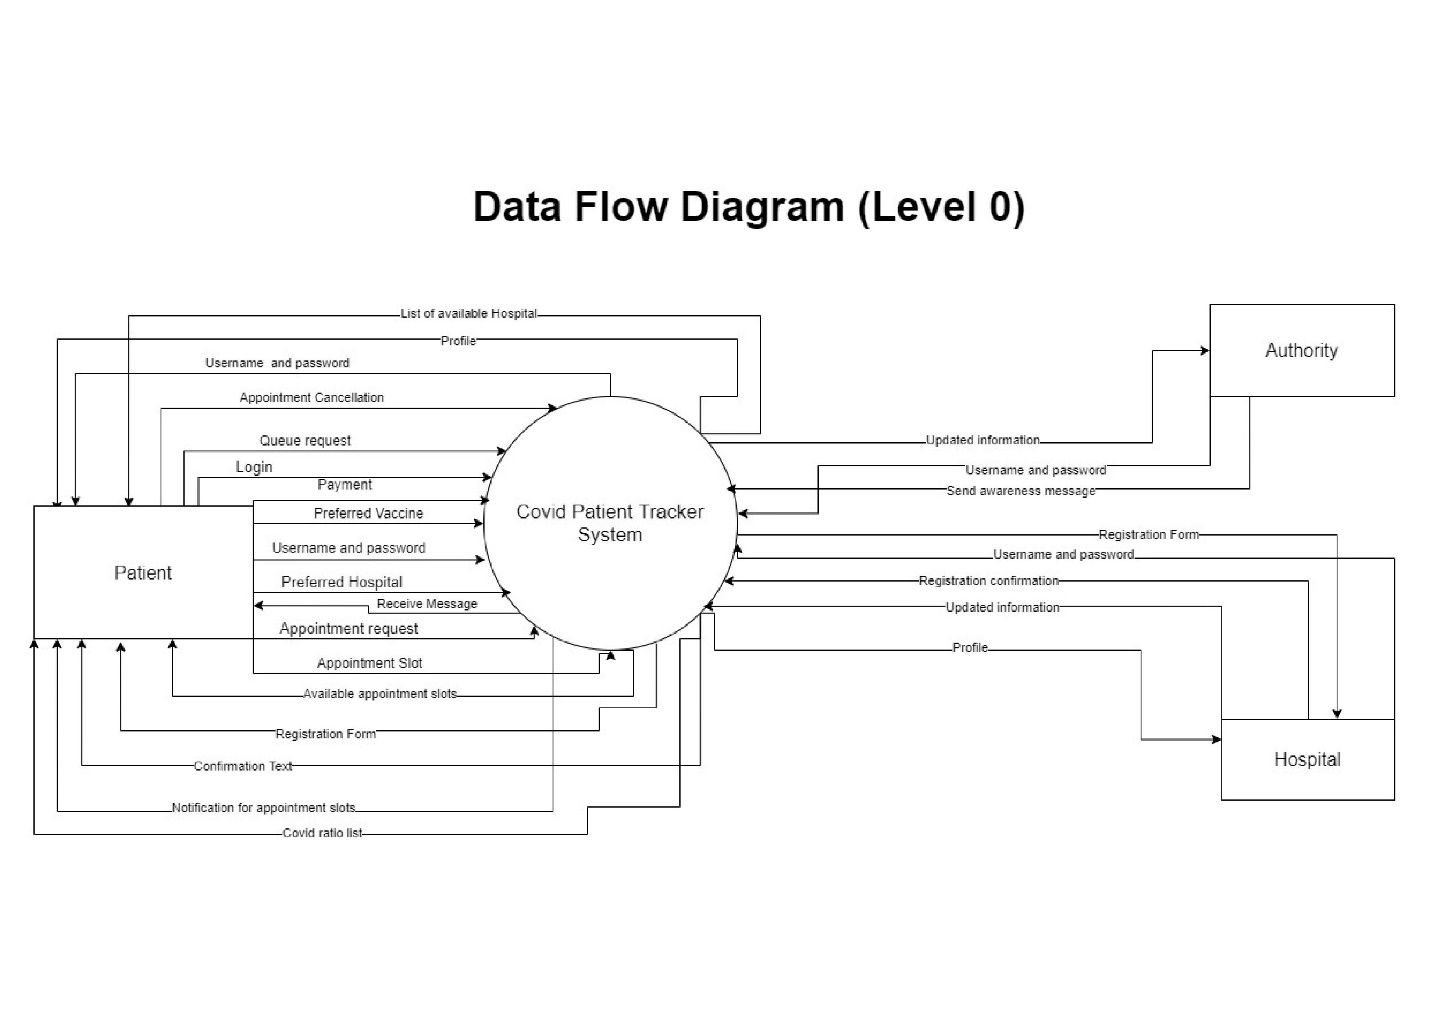 Data Flow Diagram (Level 0)
List of available Hospital
Profile
Username and password
Appointment Cancellation
Queue request
Login
Payment
Preferred Vaccine
Username and password
Preferred Hospital
Receive Message
Appointment request
Appointment Slot
Available appointment slots
Registration Form
Confirmation Text
Notification for appointment slots
Covid ratio list
Patient
Covid Patient Tracker
System
Authority
Updated information
Username and password
Send awareness message
Registration Form
Username and password
Registration confirmation
Updated information
Profile
Hospital